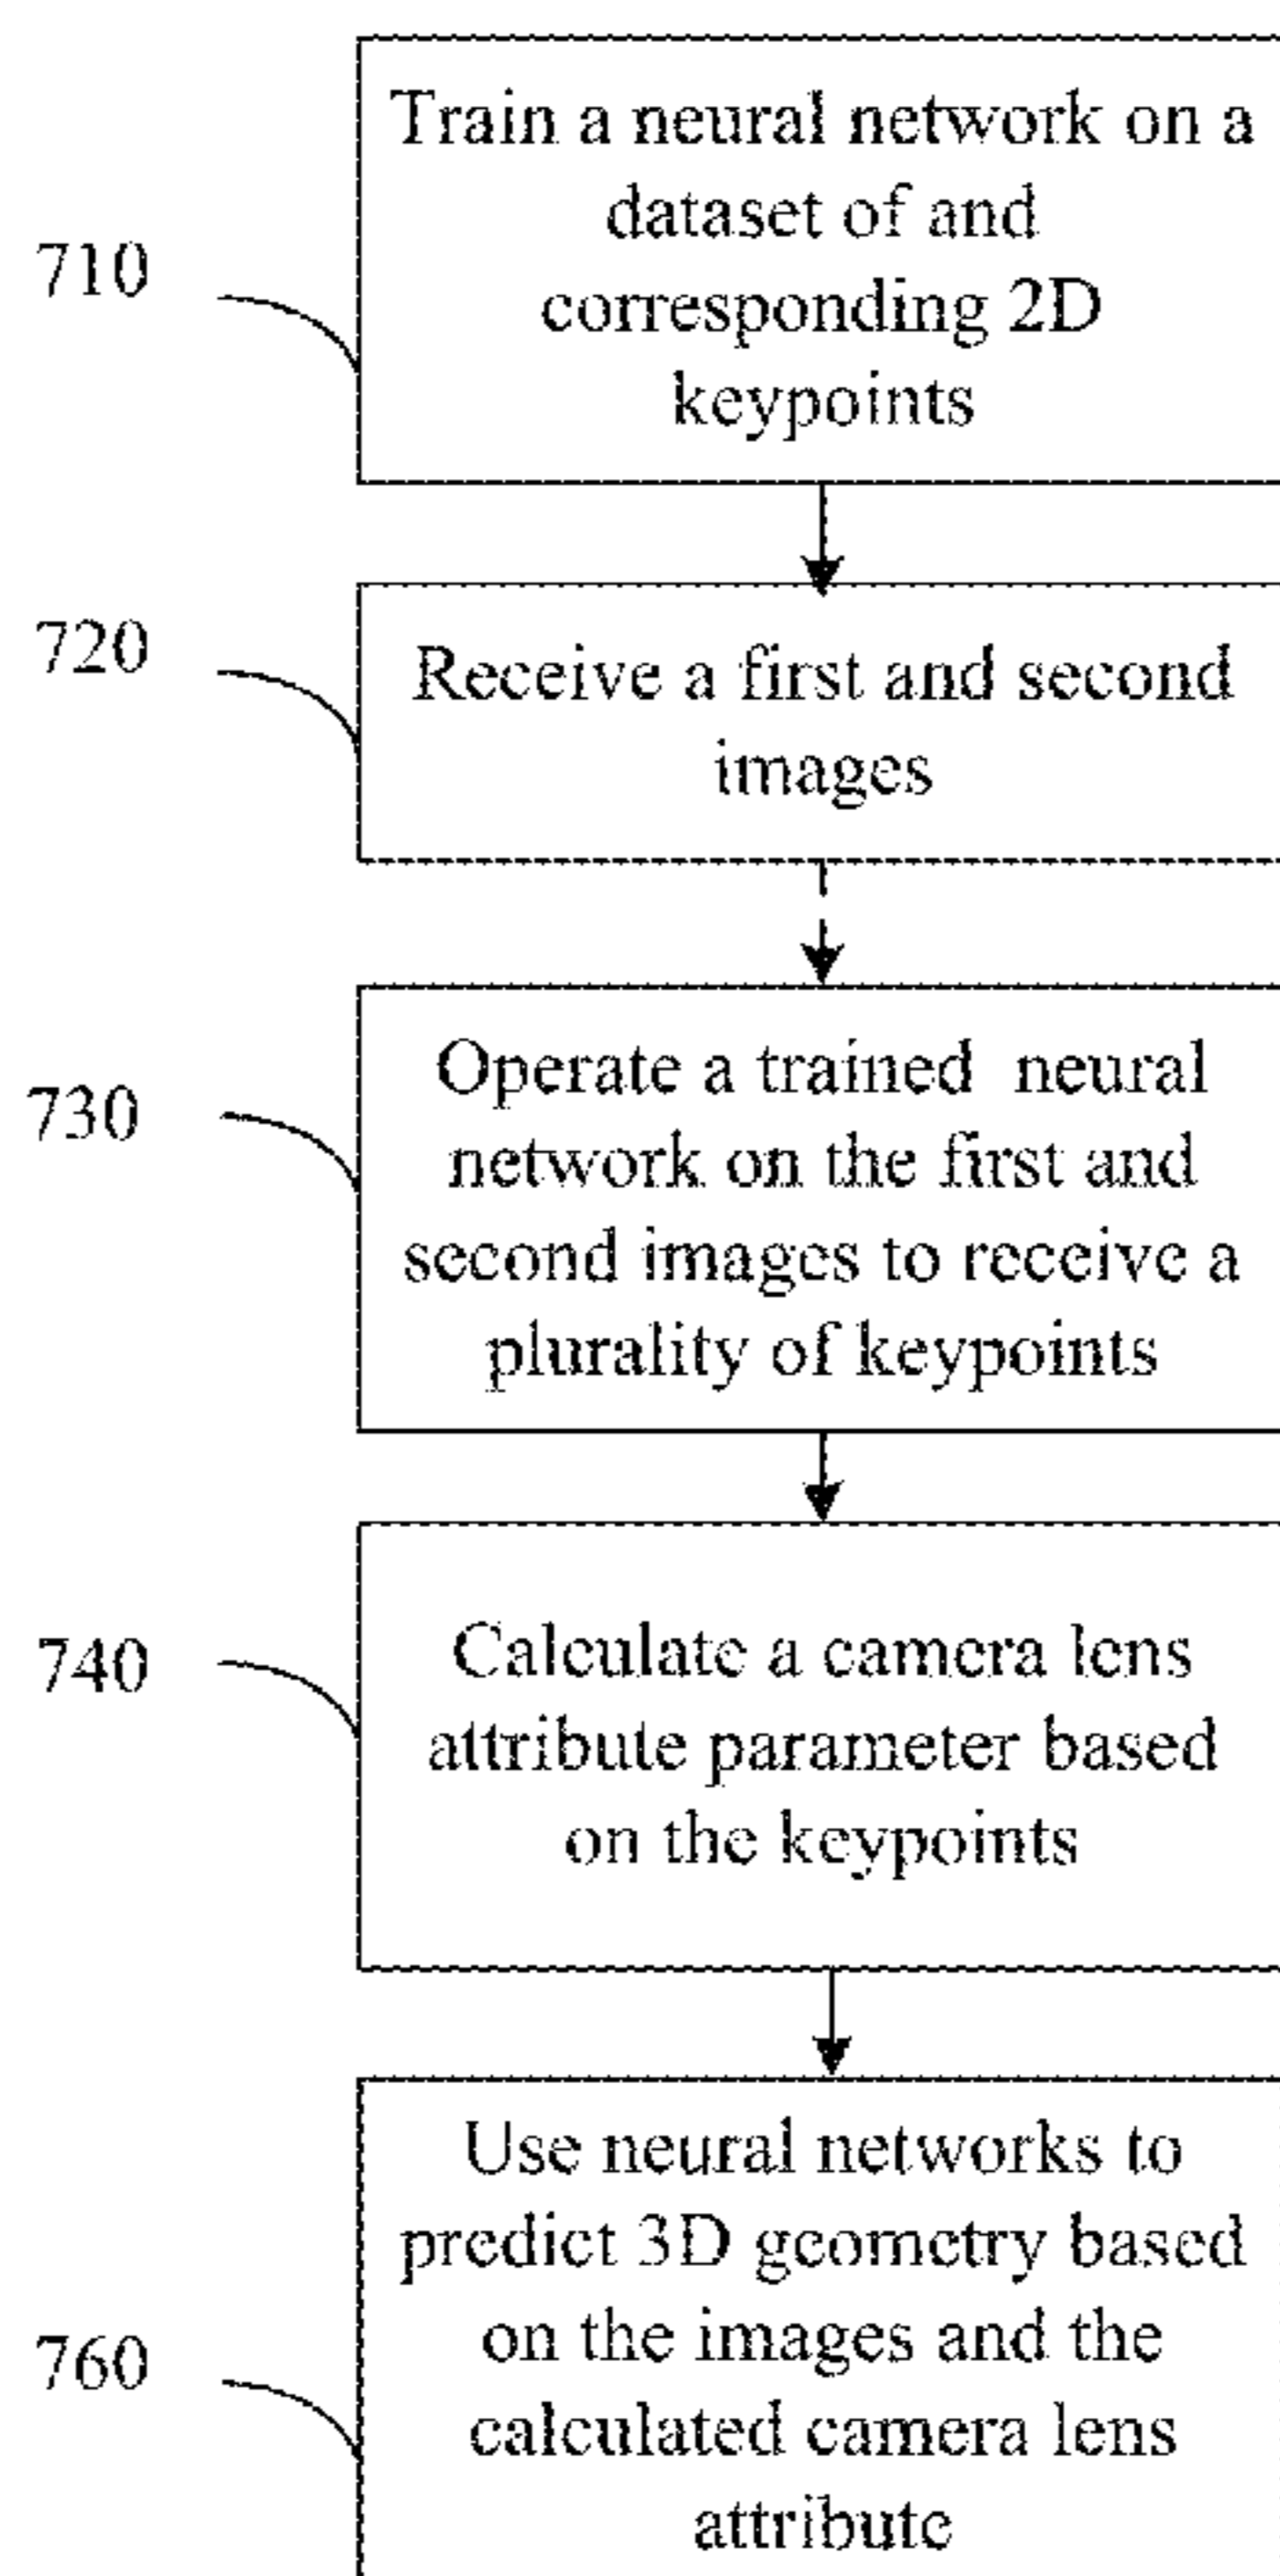 Train a neural network on a
dataset of and
corresponding 2D
keypoints
710
Receive a first and second
images
720
Operate a trained neural
network on the first and
second images to receive a
plurality of keypoints
730
Calculate a camera lens
attribute parameter based
on the keypoints
740
Use neural networks to
predict 3D geometry based
on the images and the
calculated camera lens
attribute
760